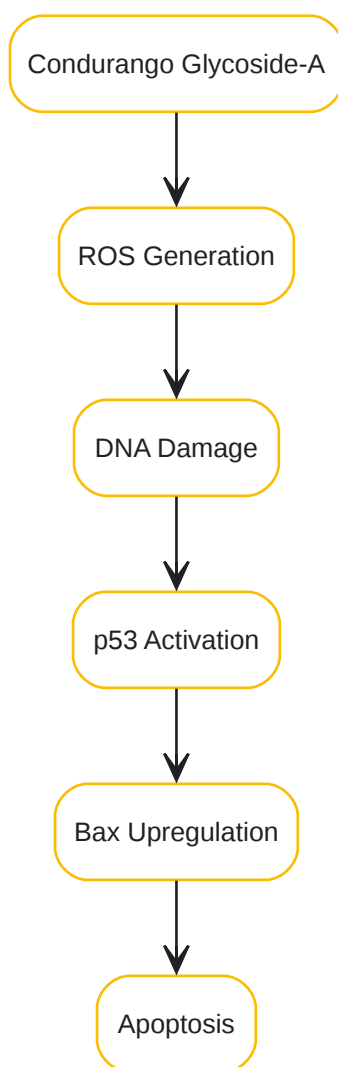 Condurango Glycoside-A
ROS Generation
DNA Damage
p53 Activation
Bax Upregulation
Apoptosis